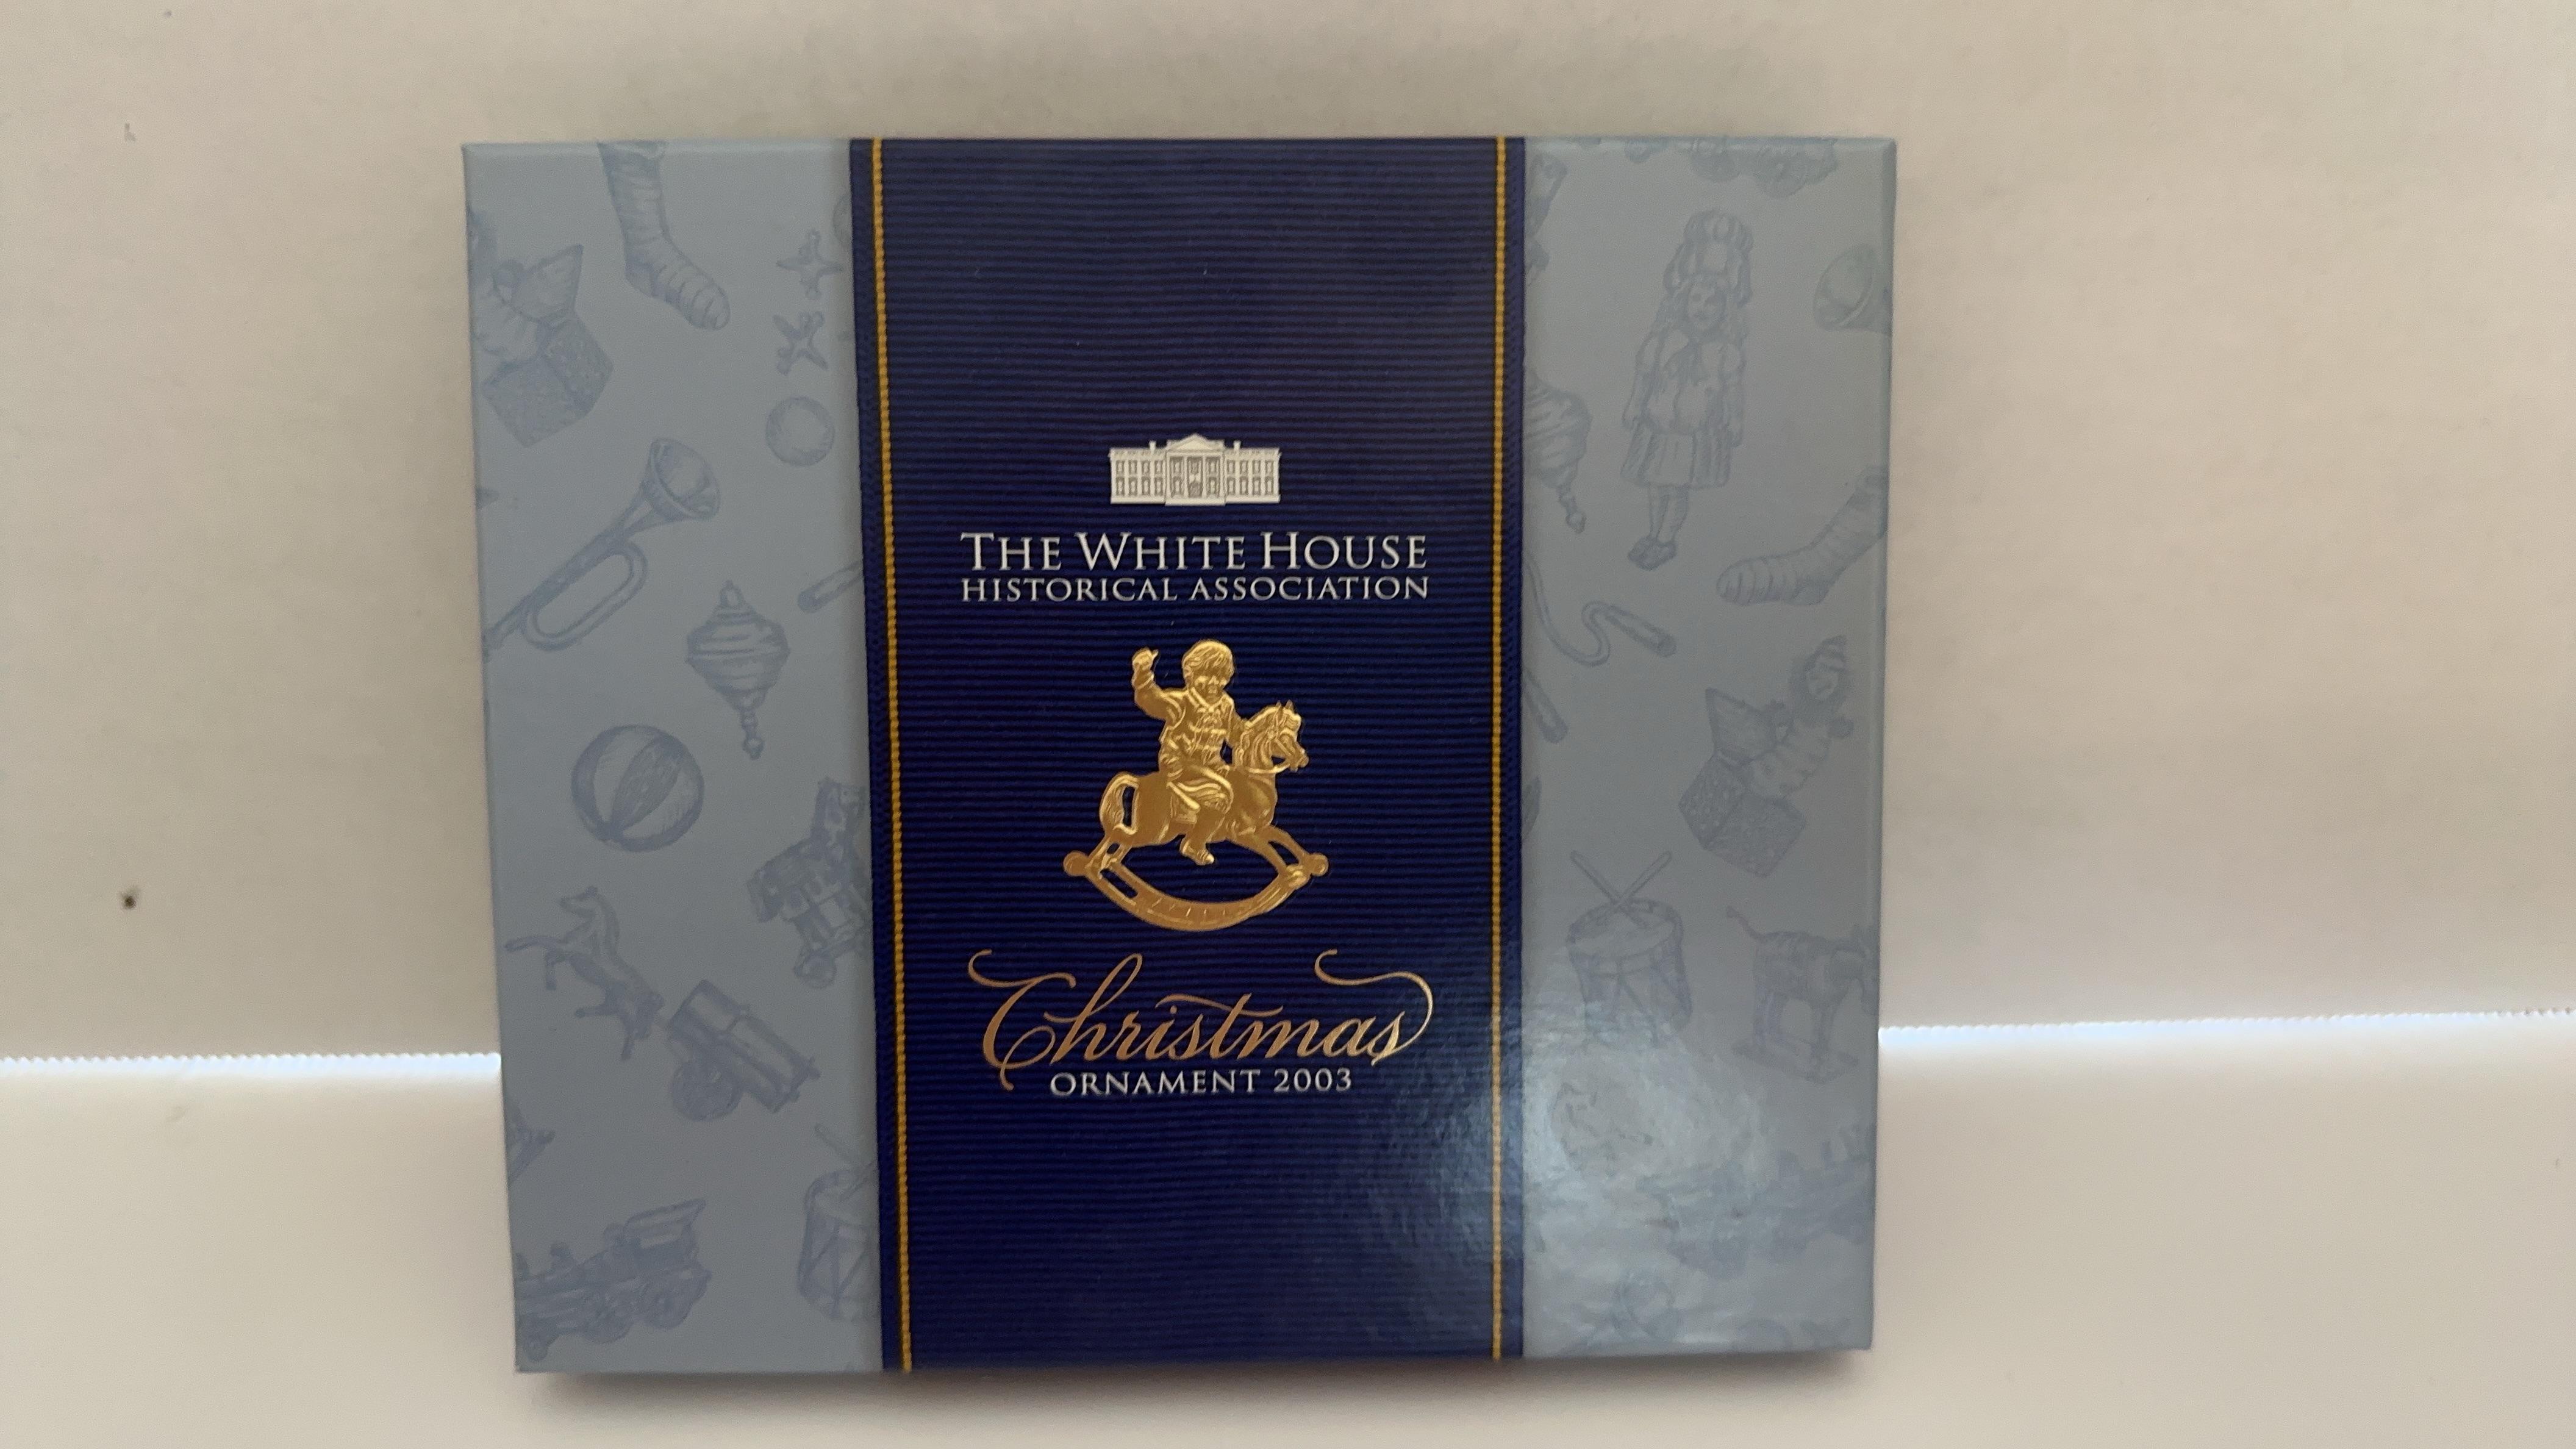 THE WHITE HOUSE
HISTORICAL ASSOCIATION
Christmas
ORNAMENT 2003